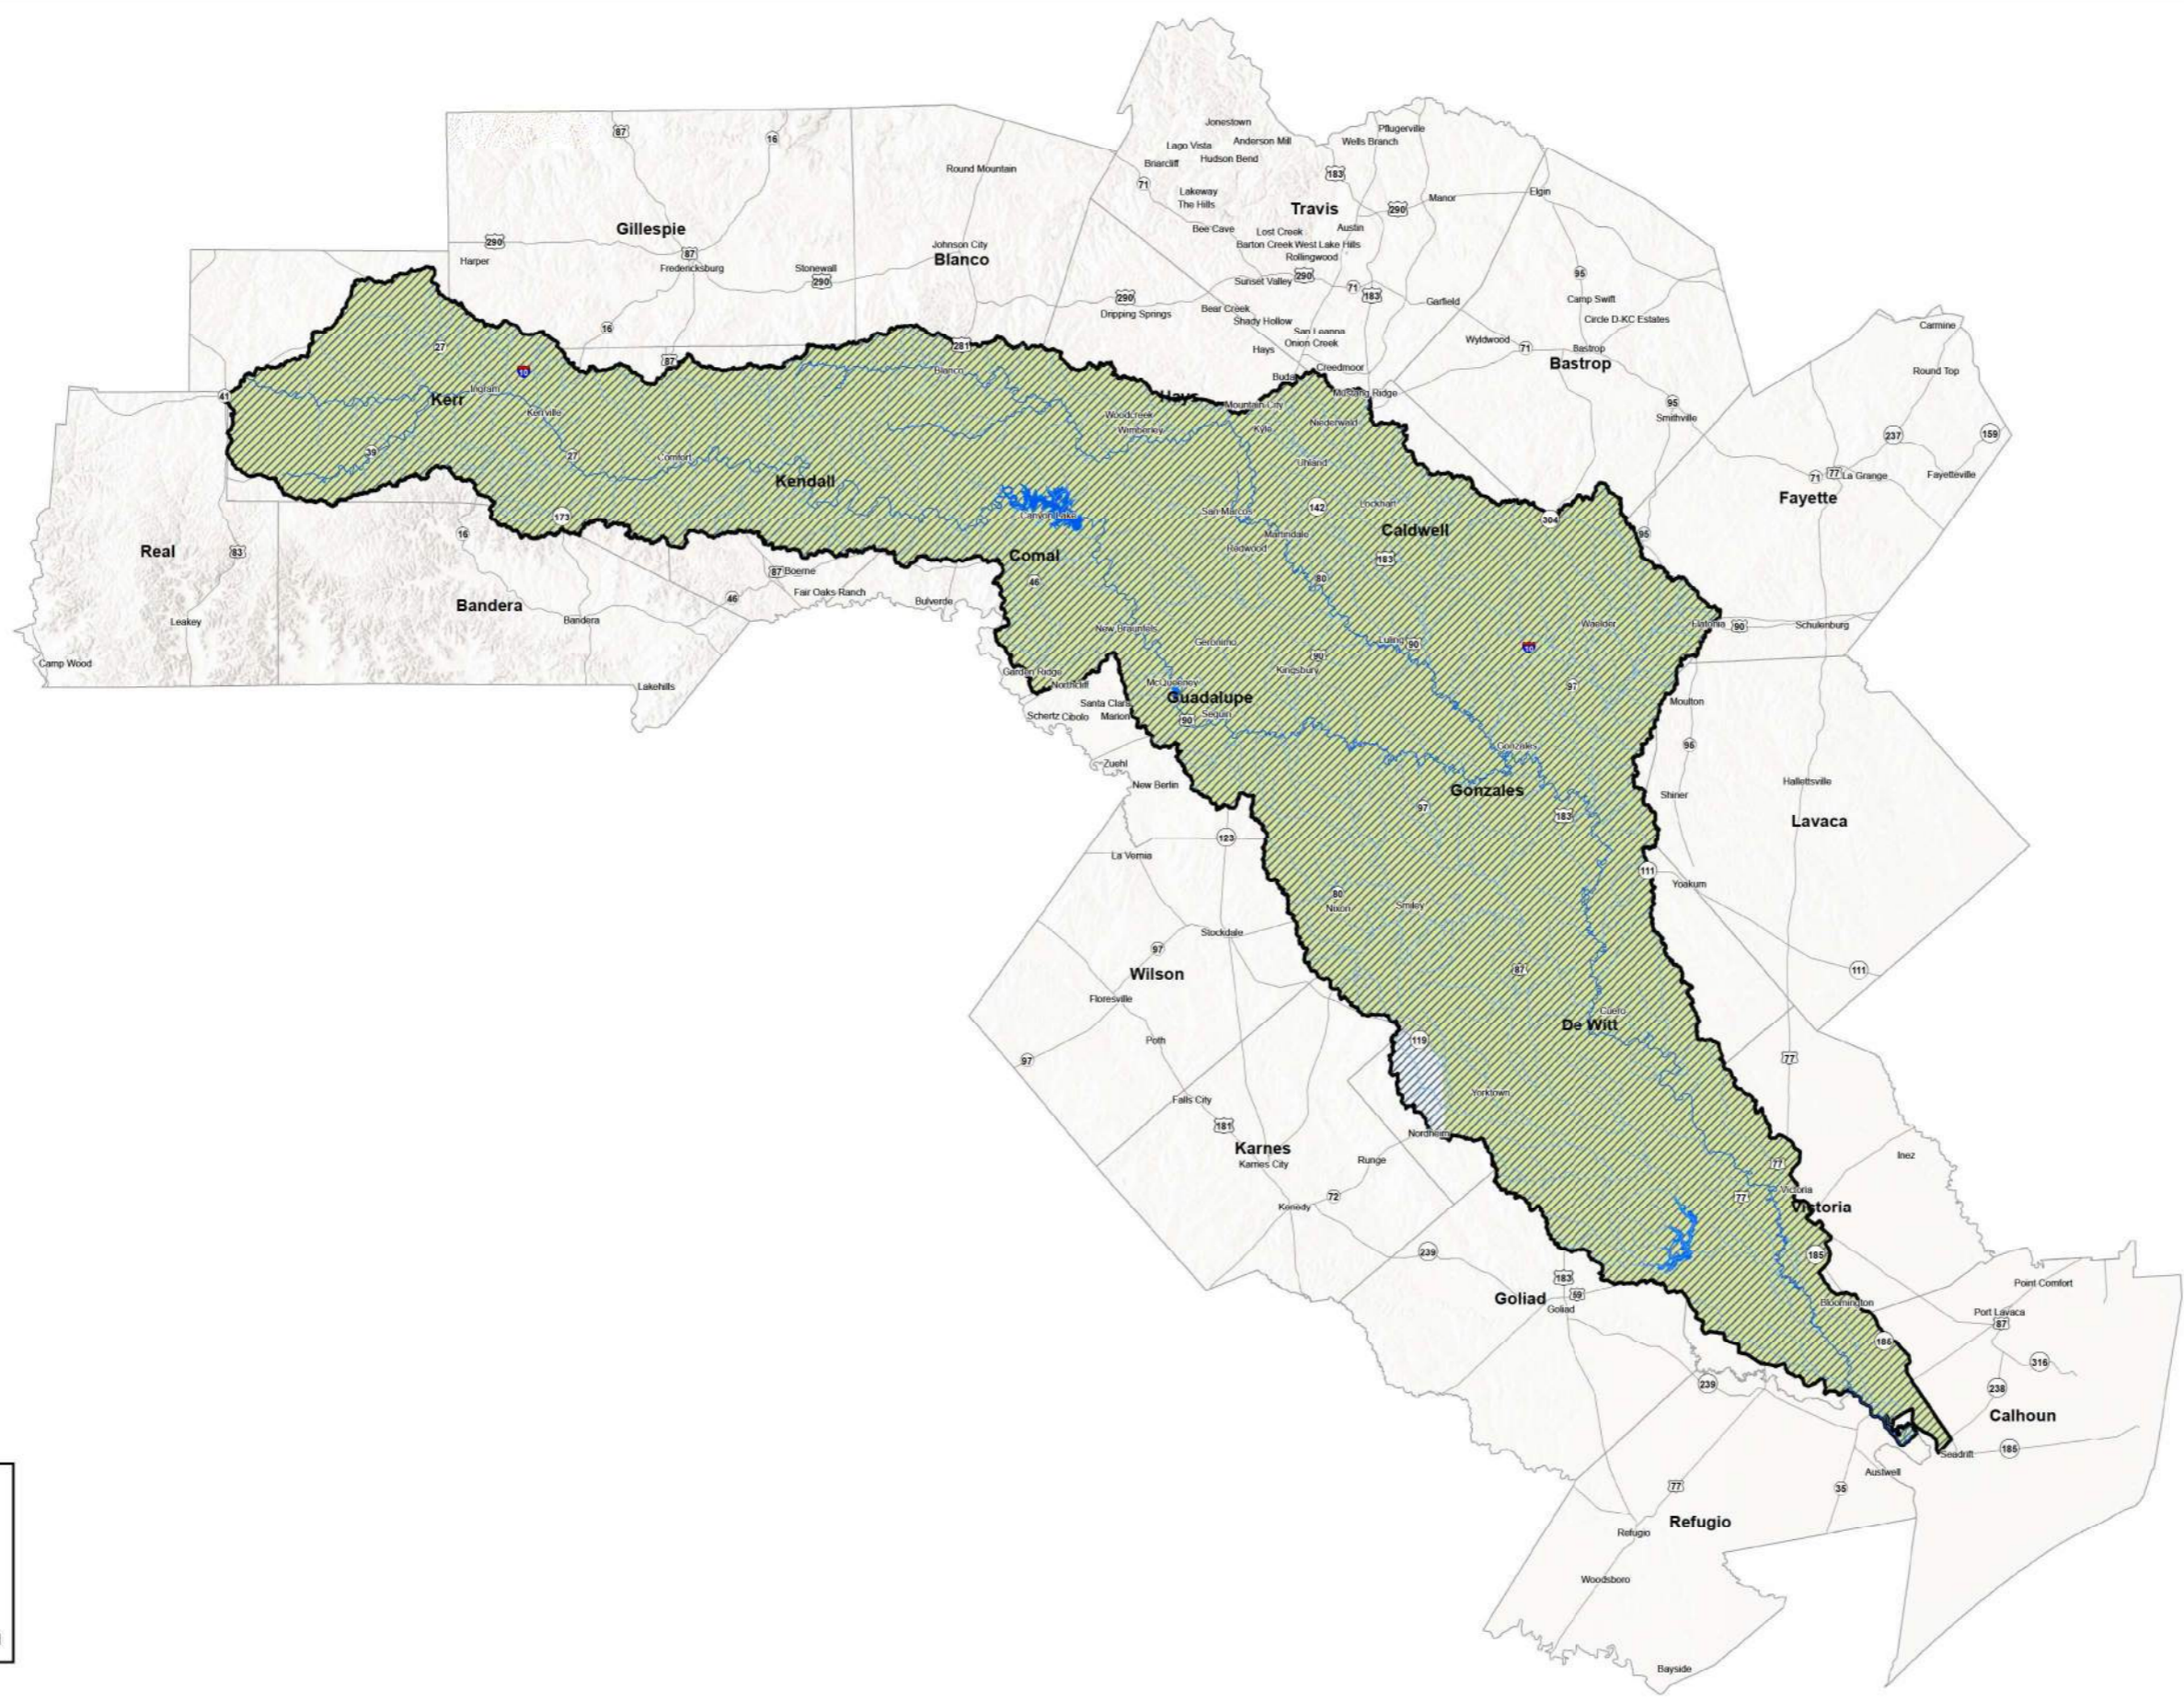 Jonestown
Pflugerville
Anderson Mill
Wells Branch
Lago Vista
87
16
Hudson Bend
Briarcliff
Round Mountain
183
71
Lakeway
Elgin
Manor
The Hills
Travis
290
Gillespie
Bee Cave
Lost Creek
Austin
290
Johnson City
Barton Creek
West Lake Hills
87
Blanco
Rollingwood
Harper
Fredericksburg
Stonewall
290
290
95
Sunset Valley
71
183
290
Camp Swift
Garfield
Bear Creek
Dripping Springs
Shady Hollow
Circle D-KC Estates
Carmine
16
San Leanna
Wyldwood
Onion Creek
27
281
Hays
71
Bastrop
87
Bastrop
10
Blanco
Creedmoor
Round Top
Buda
Ingram
Mustang Ridge
41
Kerr
Hays
Mountain City
95
Kerrville
Woodcreek
Smithville
Niederwald
Wimberley
Kyle
237
159
39
27
Comfort
Uhland
71
77
La Grange
Fayetteville
Kendall
Fayette
Lockhart
142
San Marcos
Canyon Lake
173
304
Caldwell
16
Martindale
95
Real
83
Redwood
Comal
183
87
Boerne
46
80
Fair Oaks Ranch
46
Bulverde
Bandera
Bandera
Leakey
Waelder
Flatonia
90
Schulenburg
New Braunfels
Geronimo
Luling
90
10
90
Camp Wood
Kingsbury
Garden Ridge
McQueeney
Northcliff
97
Lakehills
Guadalupe
Santa Clara
Moulton
Schertz
Cibolo
Marion
Seguin
90
95
Gonzales
Zuehl
Hallettsville
New Berlin
Gonzales
Shiner
97
183
Lavaca
123
La Vernia
111
Yoakum
80
Nixon
Smiley
Stockdale
97
87
111
Wilson
Floresville
Cuero
De Witt
119
Poth
77
97
Yorktown
Falls City
181
Nordheim
Karnes
Karnes City
Runge
Inez
77
72
Victoria
77
Kenedy
Victoria
239
185
183
Point Comfort
59
Goliad
Goliad
Bloomington
Port Lavaca
87
185
316
239
238
Calhoun
185
Seadrift
Austwell
77
35
Refugio
Refugio
Woodsboro
Bayside